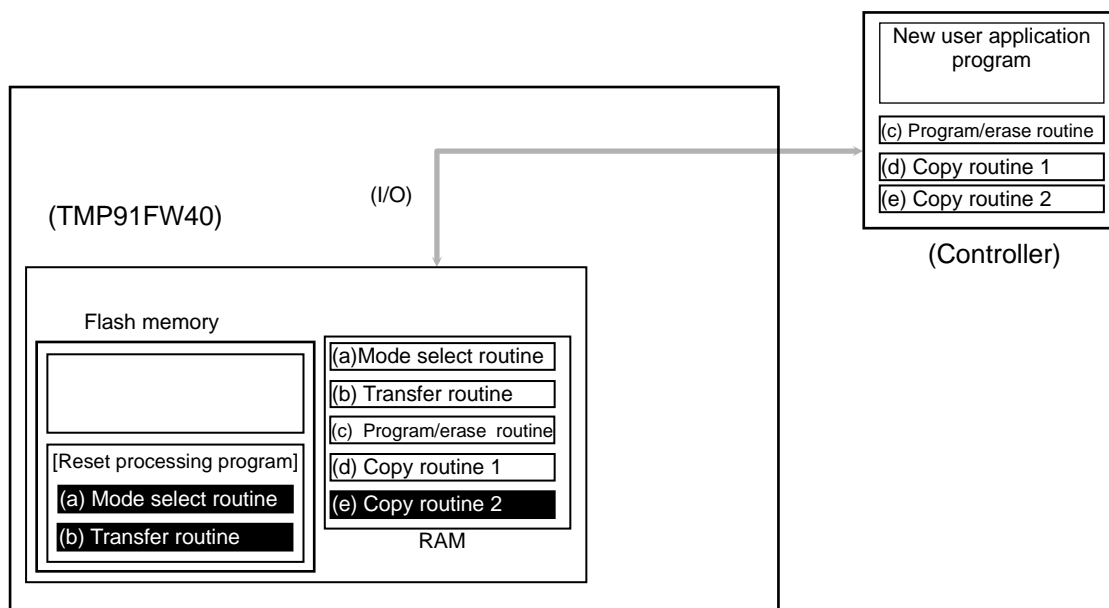 New user application
program
(c) Program/erase routine
(d) Copy routine 1
(e) Copy routine 2
(Controller)
(I/O)
(TMP91FW40)
Flash memory
[Reset processing program]
(a) Mode select routine
(b) Transfer routine
(a)Mode select routine
(b) Transfer routine
(c) Program/erase routine
(d) Copy routine 1
(e) Copy routine 2
RAM